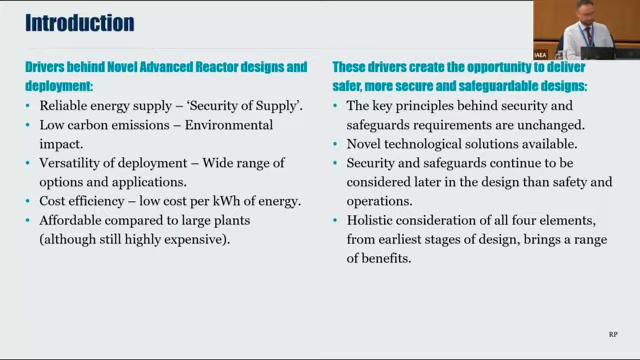 Introduction
IAEA
Drivers behind Novel Advanced Reactor designs and
deployment:
• Reliable energy supply – ‘Security of Supply’.
• Low carbon emissions – Environmental
impact.
• Versatility of deployment – Wide range of
options and applications.
• Cost efficiency – low cost per kWh of energy.
• Affordable compared to large plants
(although still highly expensive).
These drivers create the opportunity to deliver
safer, more secure and safeguardable designs:
• The key principles behind security and
safeguards requirements are unchanged.
• Novel technological solutions available.
• Security and safeguards continue to be
considered later in the design than safety and
operations.
• Holistic consideration of all four elements,
from earliest stages of design, brings a range
of benefits.
RP